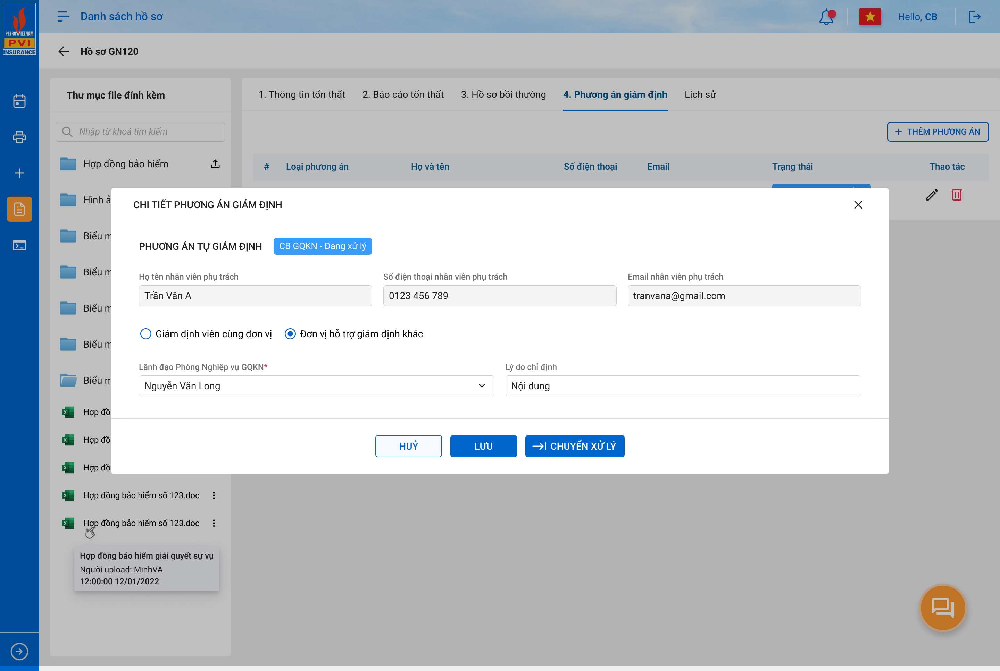 PETROVIETNAM
PVI
INSURANCE
Danh sách hồ sơ
Hello, CB
Hồ sơ GN120
Thư mục file đính kèm
Nhập từ khoá tìm kiếm
Hợp đồng bảo hiểm
Hình ả
Biểu m
Biểu m
Biểu m
Biểu m
Biểu m
Hợp đồ
Hợp đồ
Hợp đồ
Hợp đồng bảo hiểm số 123.doc
Hợp đồng bảo hiểm số 123.doc
Hợp đồng bảo hiểm giải quyết sự vụ
Người upload: MinhVA
12:00:00 12/01/2022
1. Thông tin tổn thất 2. Báo cáo tổn thất 3. Hồ sơ bồi thường 4. Phương án giám định Lịch sử
+ THÊM PHƯƠNG ÁN
# Loại phương án Họ và tên Số điện thoại Email Trạng thái Thao tác
CHI TIẾT PHƯƠNG ÁN GIÁM ĐỊNH
PHƯƠNG ÁN TỰ GIÁM ĐỊNH CB GQKN - Đang xử lý
Họ tên nhân viên phụ trách Số điện thoại nhân viên phụ trách Email nhân viên phụ trách
Trần Văn A 0123 456 789 tranvana@gmail.com
Giám định viên cùng đơn vị Đơn vị hỗ trợ giám định khác
Lãnh đạo Phòng Nghiệp vụ GQKN* Lý do chỉ định
Nguyễn Văn Long Nội dung
HUỶ LƯU CHUYỂN XỬ LÝ